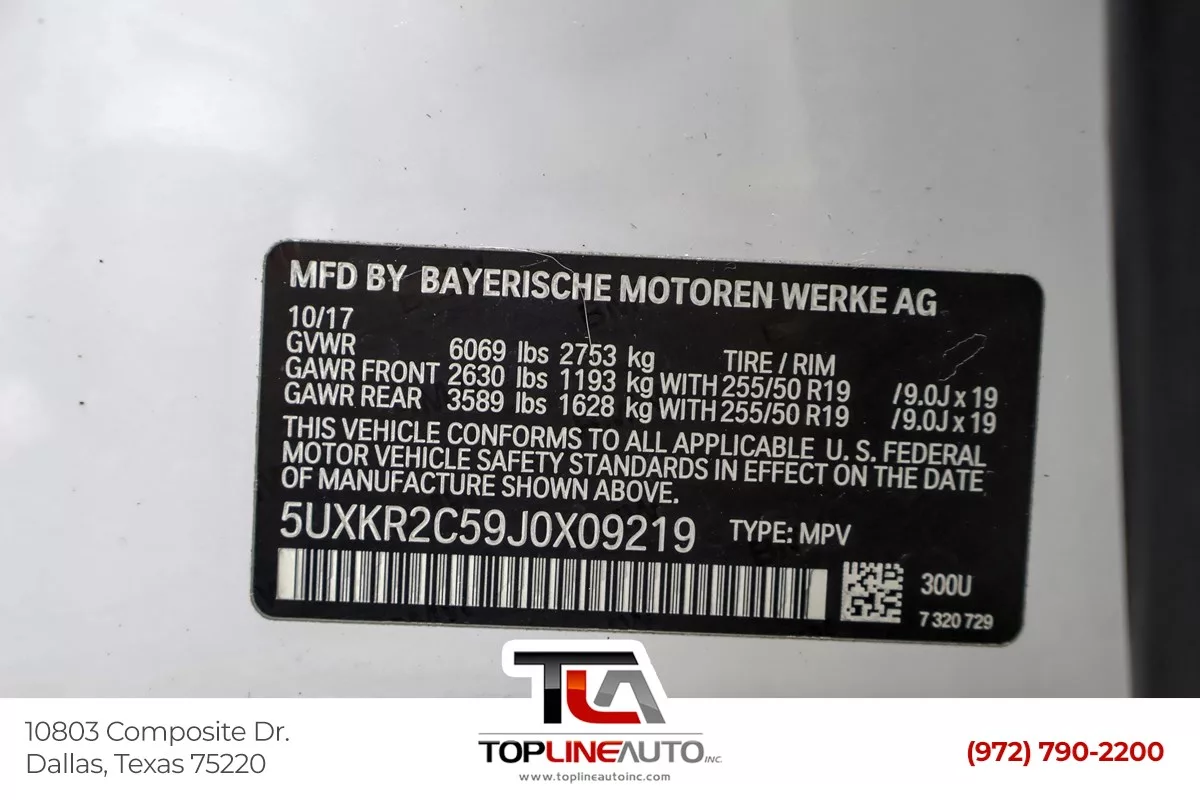 MFD BY BAYERISCHE MOTOREN WERKE AG
10/17
GVWR 6069 lbs 2753 kg TIRE / RIM
GAWR FRONT 2630 lbs 1193 kg WITH 255/50 R19 /9.0J x 19
GAWR REAR 3589 lbs 1628 kg WITH 255/50 R19 /9.0J x 19
THIS VEHICLE CONFORMS TO ALL APPLICABLE U. S. FEDERAL
MOTOR VEHICLE SAFETY STANDARDS IN EFFECT ON THE DATE
OF MANUFACTURE SHOWN ABOVE.
5UXKR2C59J0X09219 TYPE: MPV
300U
7 320 729
TLA
TOPLINEAUTO INC.
www.toplineautoinc.com
10803 Composite Dr.
Dallas, Texas 75220
(972) 790-2200